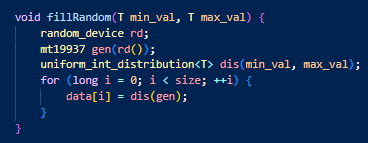 void fillRandom(T min_val, T max_val) {
    random_device rd;
    mt19937 gen(rd());
    uniform_int_distribution<T> dis(min_val, max_val);
    for (long i = 0; i < size; ++i) {
        data[i] = dis(gen);
    }
}